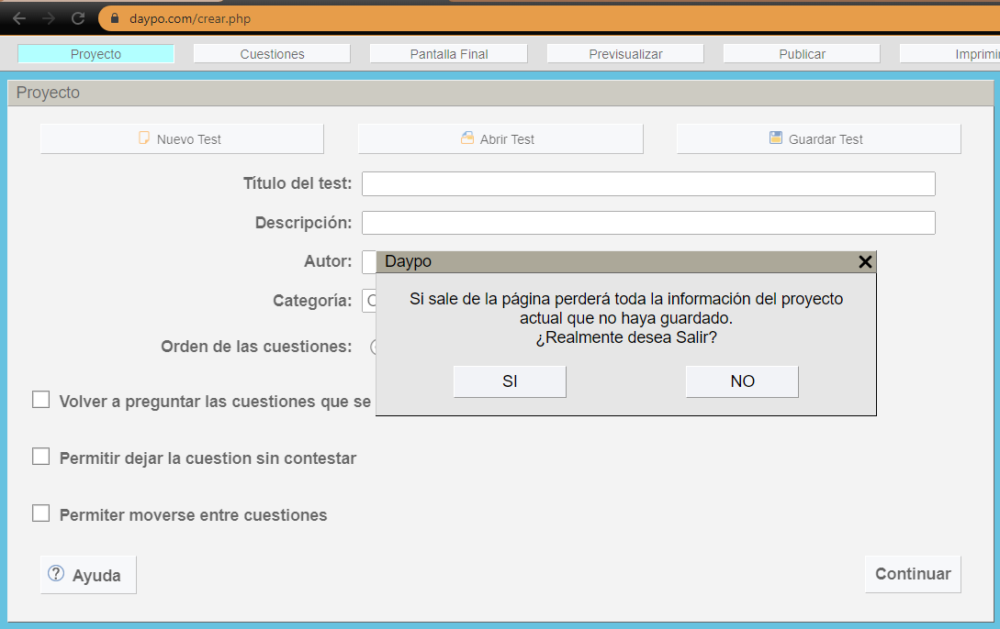 daypo.com/crear.php
Proyecto Cuestiones Pantalla Final Previsualizar Publicar Imprimir
Proyecto
Nuevo Test Abrir Test Guardar Test
Título del test:
Descripción:
Autor:
Daypo
Categoría:
Si sale de la página perderá toda la información del proyecto
actual que no haya guardado.
¿Realmente desea Salir?
Orden de las cuestiones:
SI NO
Volver a preguntar las cuestiones que se
Permitir dejar la cuestion sin contestar
Permiter moverse entre cuestiones
? Ayuda
Continuar